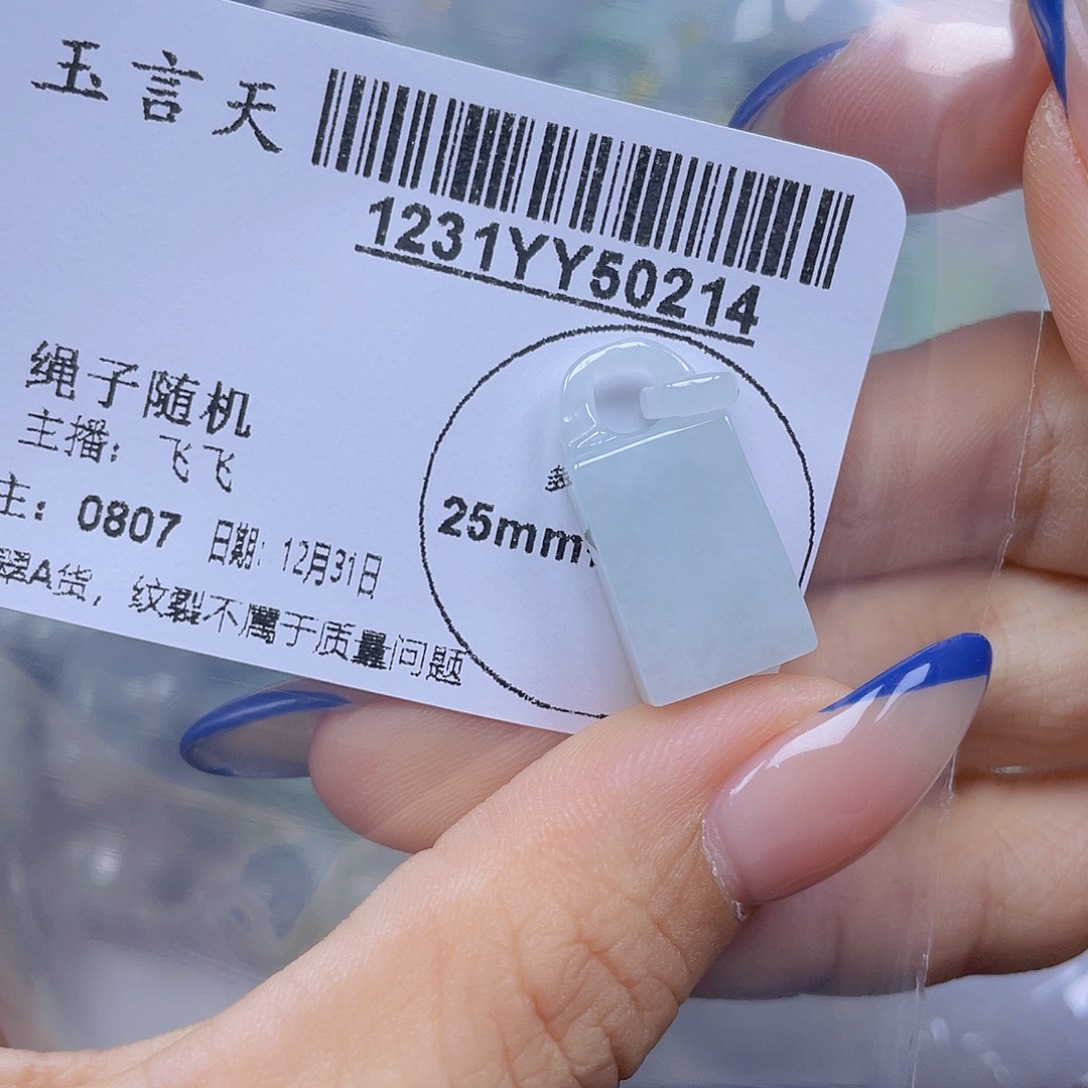 玉言天
1231YY50214
绳子随机
主播：飞飞
主：0807 日期：12月31日
翠A货，纹裂不属于质量问题
25mm